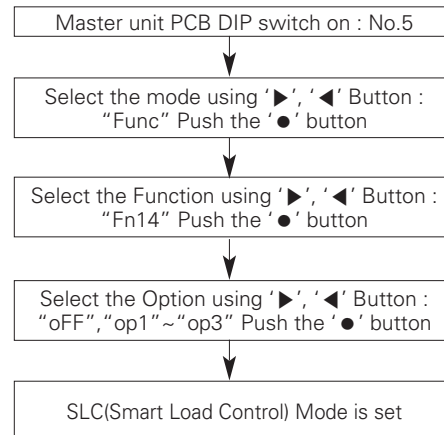 Master unit PCB DIP switch on : No.5
Select the mode using ‘▶’, ‘◀’ Button :
“Func” Push the ‘●’ button
Select the Function using ‘▶’, ‘◀’ Button :
“Fn14” Push the ‘●’ button
Select the Option using ‘▶’, ‘◀’ Button :
“oFF”,“op1”~“op3” Push the ‘●’ button
SLC(Smart Load Control) Mode is set